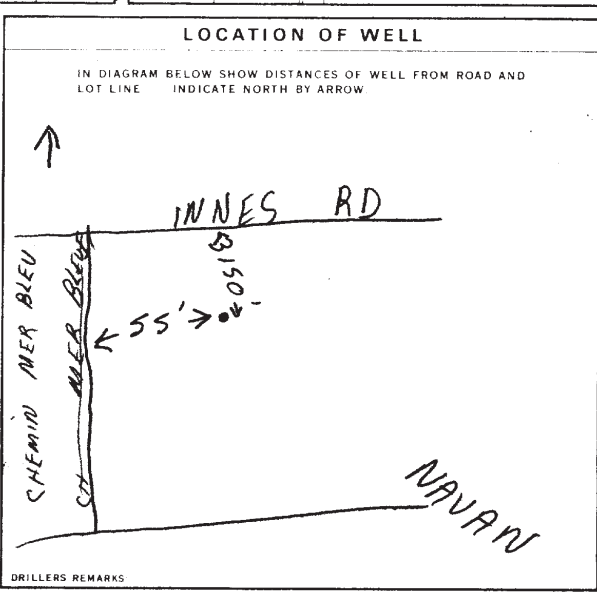 LOCATION OF WELL
IN DIAGRAM BELOW SHOW DISTANCES OF WELL FROM ROAD AND
LOT LINE INDICATE NORTH BY ARROW
INNES RD
150'
55'
CHEMIN MER BLEU
CH MER BLEUE
NAVAN
DRILLERS REMARKS